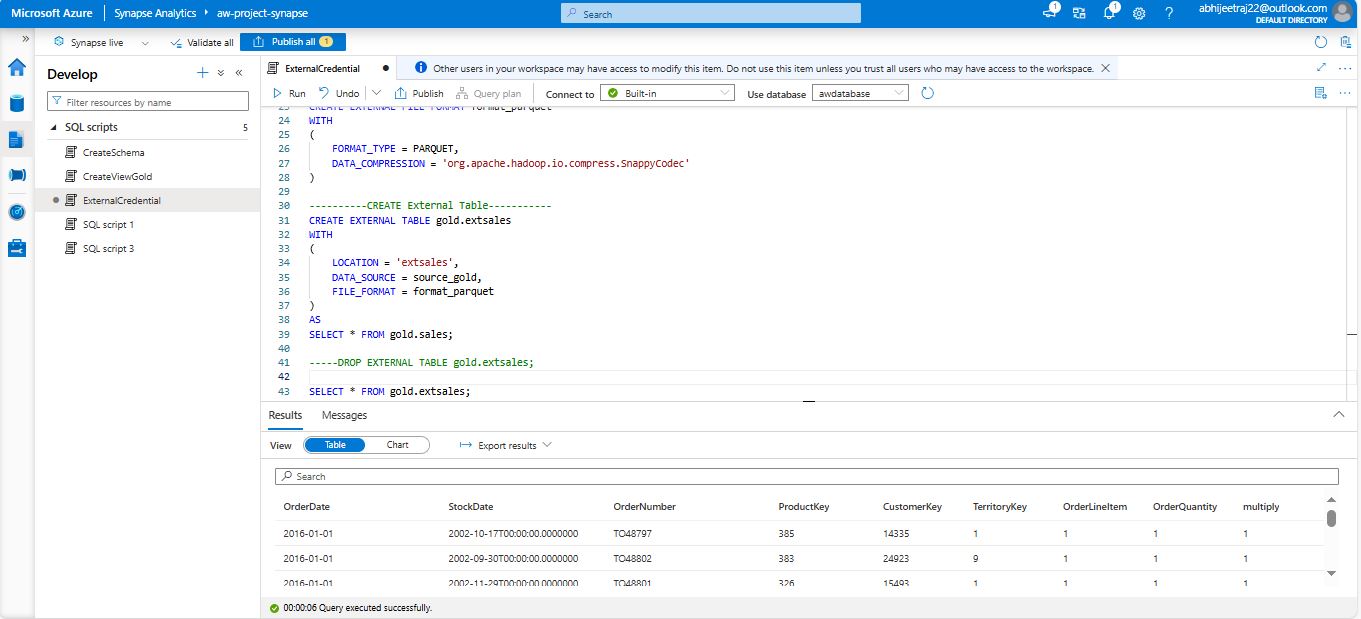 Microsoft Azure Synapse Analytics aw-project-synapse Search 1 1 abhijeetraj22@outlook.com
DEFAULT DIRECTORY
Synapse live Validate all Publish all 1
Develop
Filter resources by name
SQL scripts 5
CreateSchema
CreateViewGold
ExternalCredential
SQL script 1
SQL script 3
ExternalCredential Other users in your workspace may have access to modify this item. Do not use this item unless you trust all users who may have access to the workspace.
Run Undo Publish Query plan Connect to Built-in Use database awdatabase
23 CREATE EXTERNAL FILE FORMAT format_parquet
24 WITH
25 (
26 FORMAT_TYPE = PARQUET,
27 DATA_COMPRESSION = 'org.apache.hadoop.io.compress.SnappyCodec'
28 )
29
30 ----------CREATE External Table-----------
31 CREATE EXTERNAL TABLE gold.extsales
32 WITH
33 (
34 LOCATION = 'extsales',
35 DATA_SOURCE = source_gold,
36 FILE_FORMAT = format_parquet
37 )
38 AS
39 SELECT * FROM gold.sales;
40
41 -----DROP EXTERNAL TABLE gold.extsales;
42
43 SELECT * FROM gold.extsales;
Results Messages
View Table Chart Export results
Search
OrderDate StockDate OrderNumber ProductKey CustomerKey TerritoryKey OrderLineItem OrderQuantity multiply
2016-01-01 2002-10-17T00:00:00.0000000 TO48797 385 14335 1 1 1 1
2016-01-01 2002-09-30T00:00:00.0000000 TO48802 383 24923 9 1 1 1
2016-01-01 2002-11-29T00:00:00.0000000 TO48801 326 15493 1 1 1 1
00:00:06 Query executed successfully.